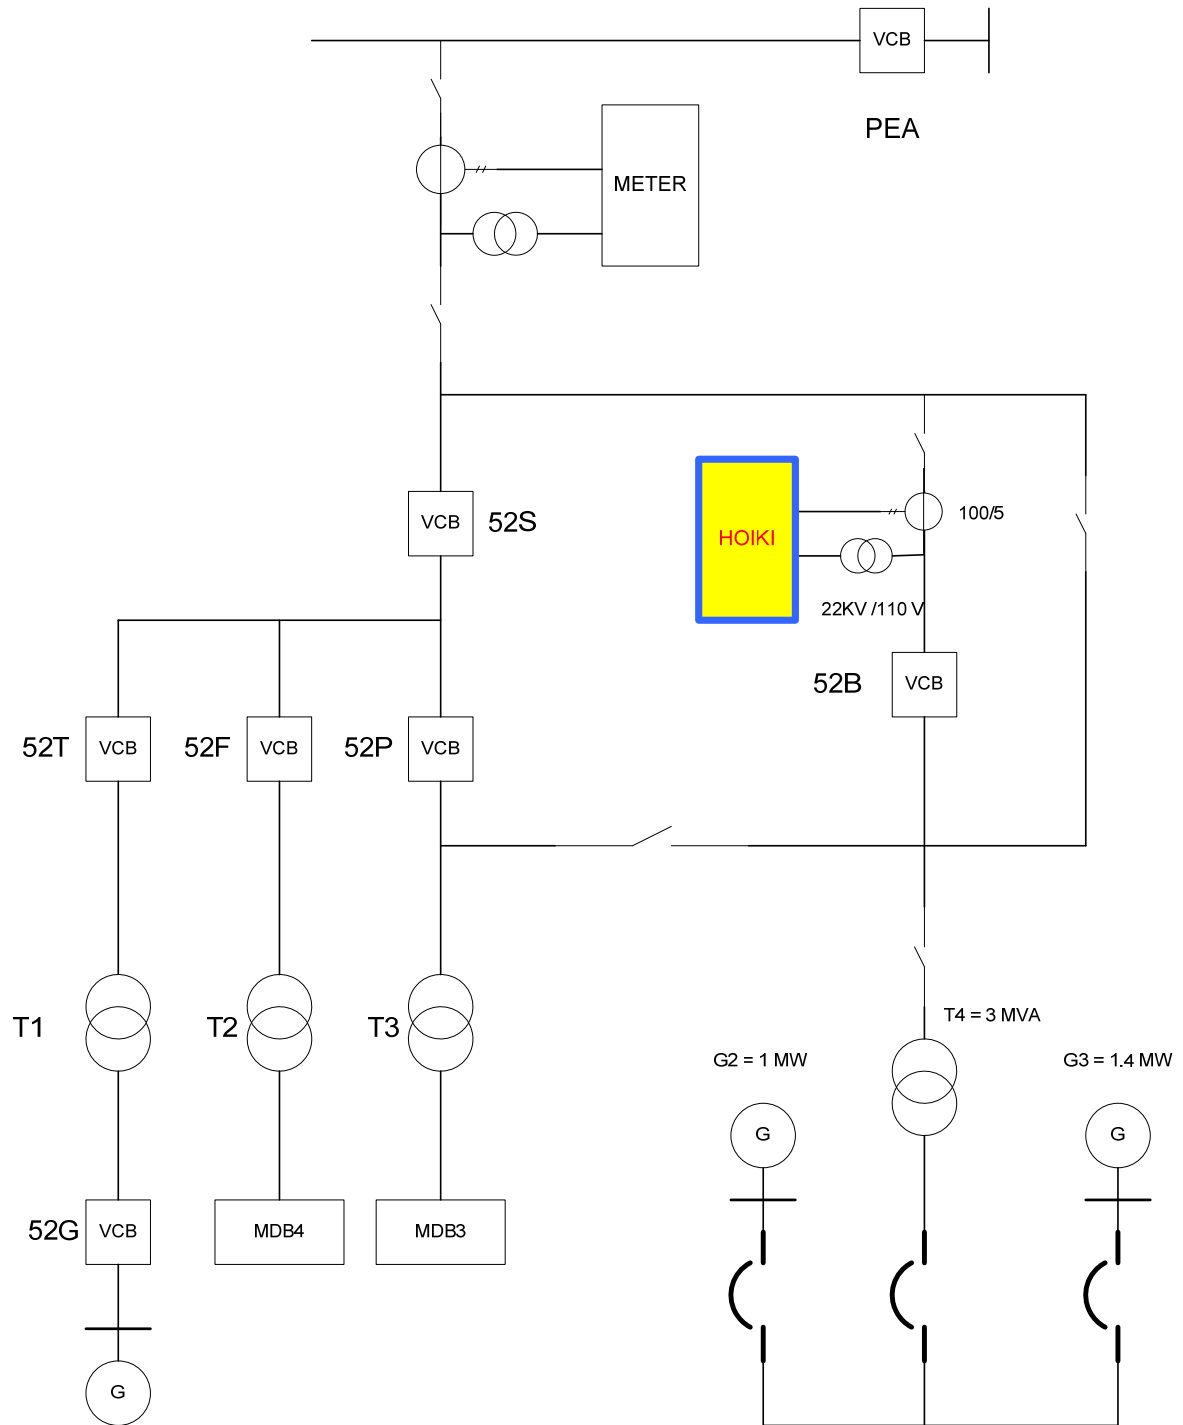 VCB
PEA
METER
VCB
52S
HOIKI
100/5
22KV /110 V
52B
VCB
52T
VCB
52F
VCB
52P
VCB
T1
T2
T3
T4 = 3 MVA
G2 = 1 MW
G3 = 1.4 MW
G
G
52G
VCB
MDB4
MDB3
G